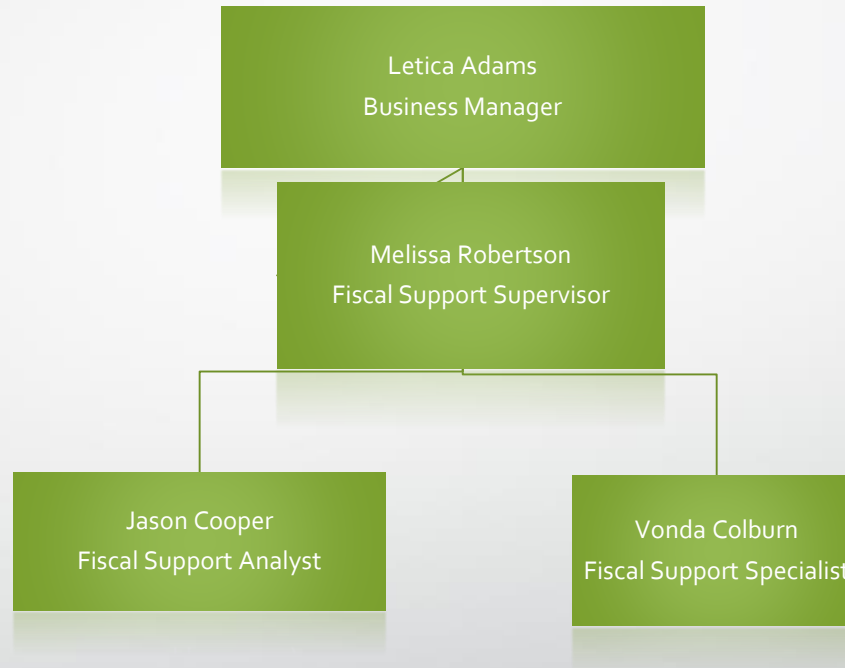 Letica Adams
Business Manager
Melissa Robertson
Fiscal Support Supervisor
Jason Cooper
Fiscal Support Analyst
Vonda Colburn
Fiscal Support Specialist